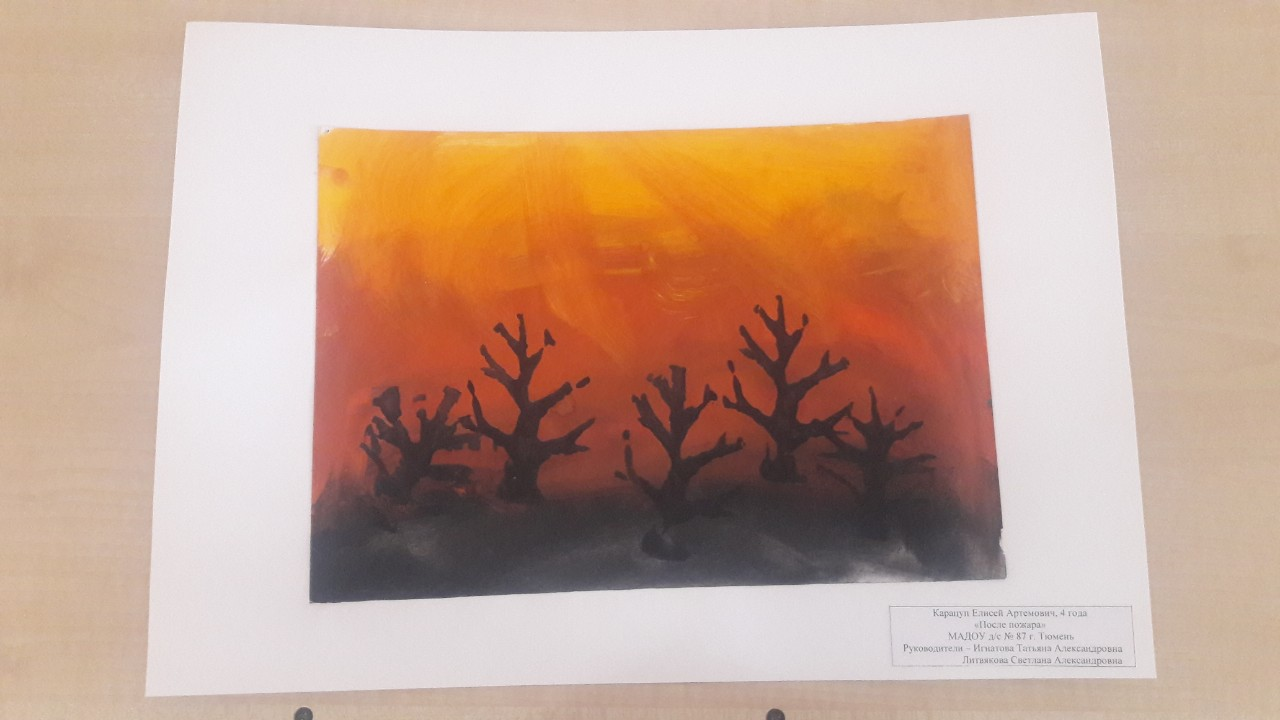 Карацуп Елисей Артемович, 4 года
«После пожара»
МАДОУ д/с № 87 г. Тюмень
Руководители – Игнатова Татьяна Александровна
Литвякова Светлана Александровна